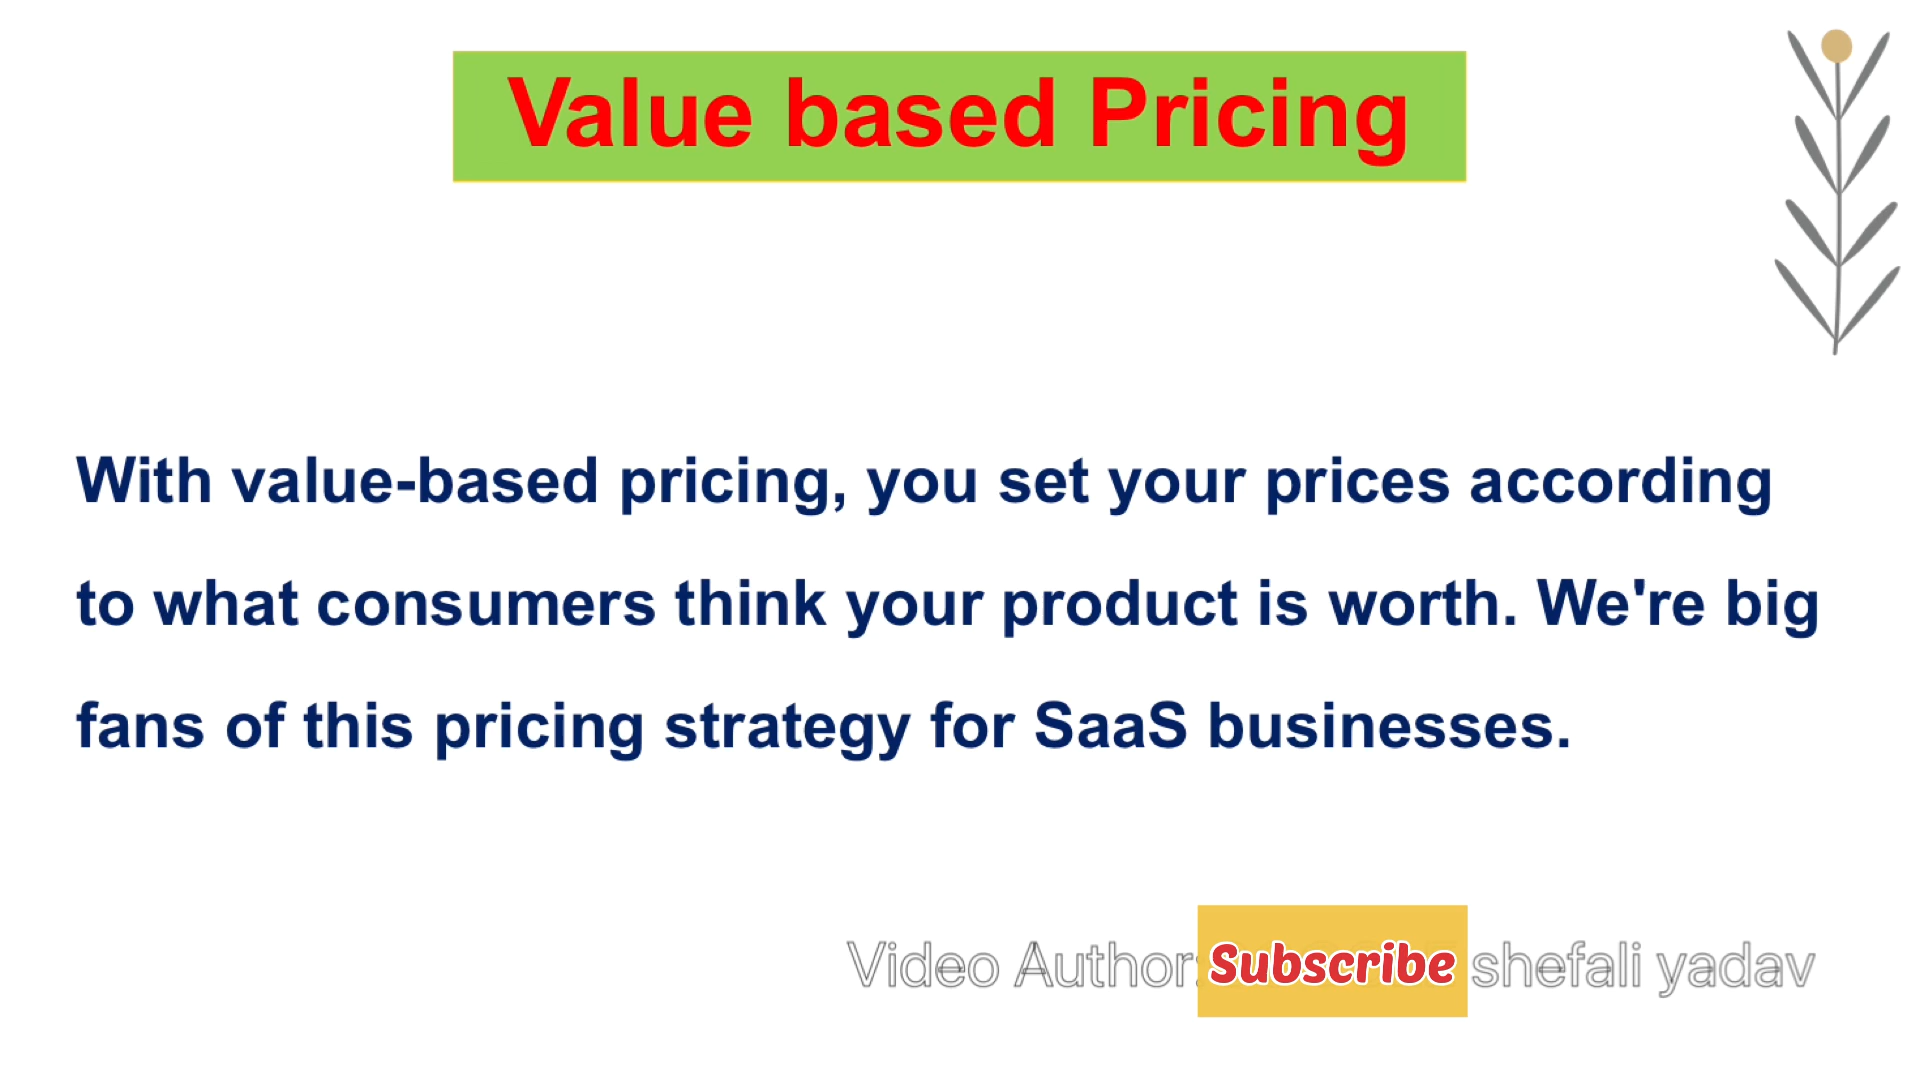 Value based Pricing
With value-based pricing, you set your prices according
to what consumers think your product is worth. We're big
fans of this pricing strategy for SaaS businesses.
Video Author: Subscribe shefali yadav